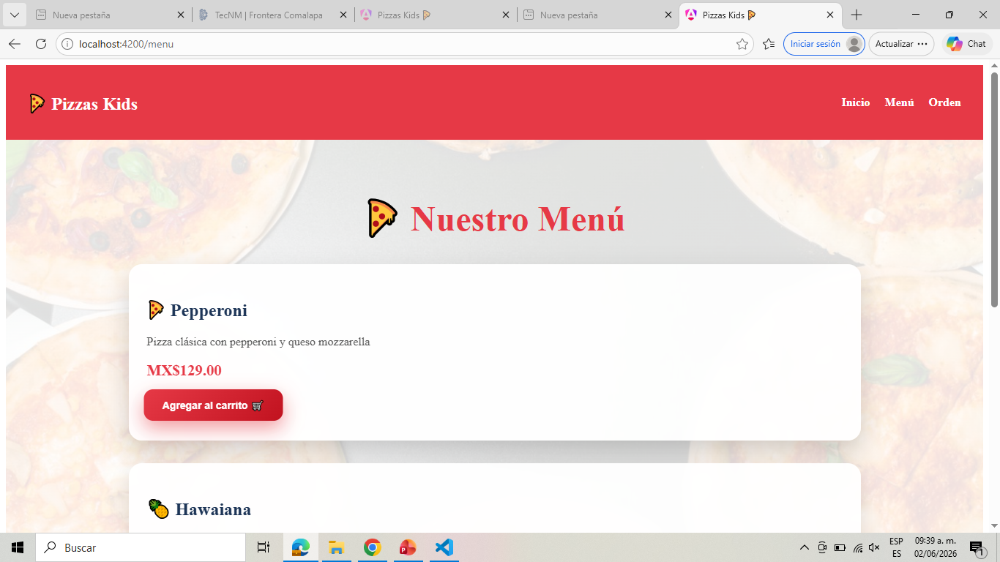 Nueva pestaña
TecNM | Frontera Comalapa
Pizzas Kids 🍕
Nueva pestaña
Pizzas Kids 🍕
localhost:4200/menu
Iniciar sesión
Actualizar
Chat
🍕 Pizzas Kids
Inicio Menú Orden
🍕 Nuestro Menú
🍕 Pepperoni
Pizza clásica con pepperoni y queso mozzarella
MX$129.00
Agregar al carrito 🛒
🍍 Hawaiana
Buscar
ESP
ES
09:39 a. m.
02/06/2026
1